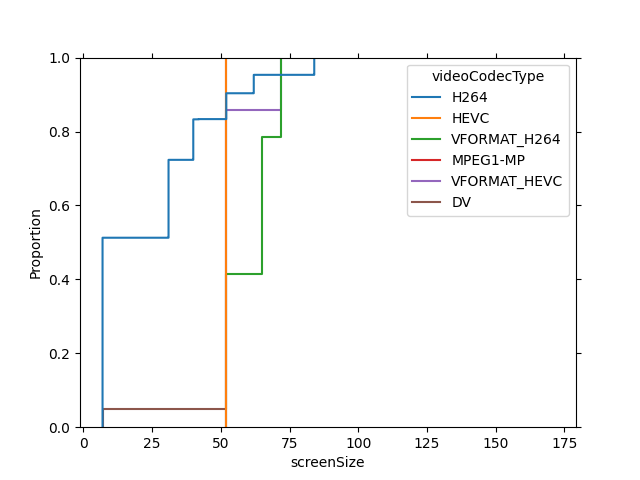 1.0
0.8
0.6
0.4
0.2
0.0
Proportion
0 25 50 75 100 125 150 175
screenSize
videoCodecType
H264
HEVC
VFORMAT_H264
MPEG1-MP
VFORMAT_HEVC
DV